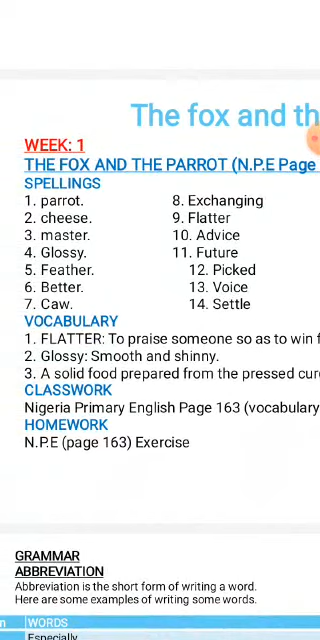 The fox and th
WEEK: 1
THE FOX AND THE PARROT (N.P.E Page
SPELLINGS
1. parrot. 8. Exchanging
2. cheese. 9. Flatter
3. master. 10. Advice
4. Glossy. 11. Future
5. Feather. 12. Picked
6. Better. 13. Voice
7. Caw. 14. Settle
VOCABULARY
1. FLATTER: To praise someone so as to win f
2. Glossy: Smooth and shinny.
3. A solid food prepared from the pressed cur
CLASSWORK
Nigeria Primary English Page 163 (vocabulary
HOMEWORK
N.P.E (page 163) Exercise
GRAMMAR
ABBREVIATION
Abbreviation is the short form of writing a word.
Here are some examples of writing some words.
n WORDS
Especially